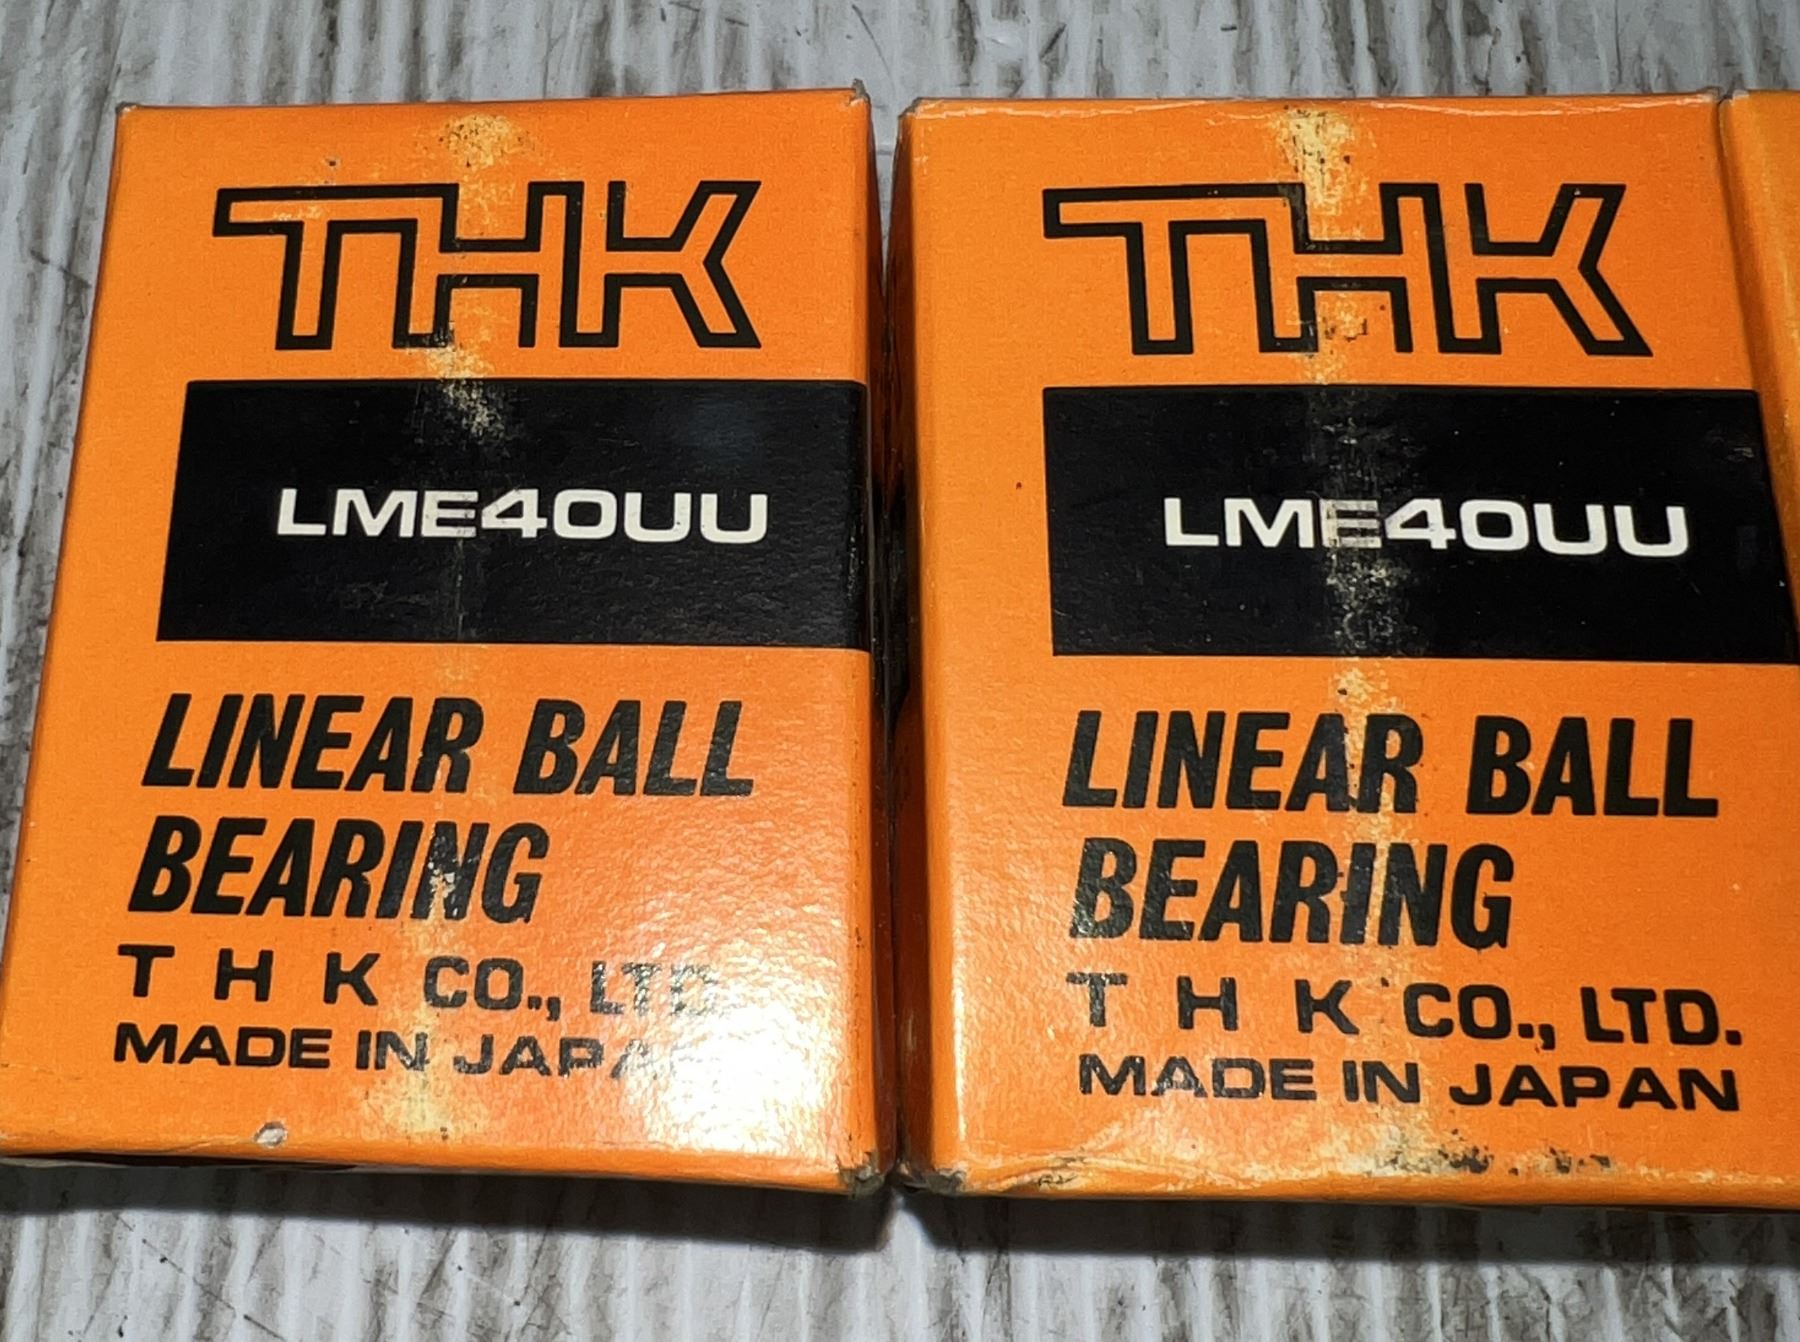 THK
LME40UU
LINEAR BALL
BEARING
T H K CO., LTD.
MADE IN JAPAN
THK
LME40UU
LINEAR BALL
BEARING
T H K CO., LTD.
MADE IN JAPAN